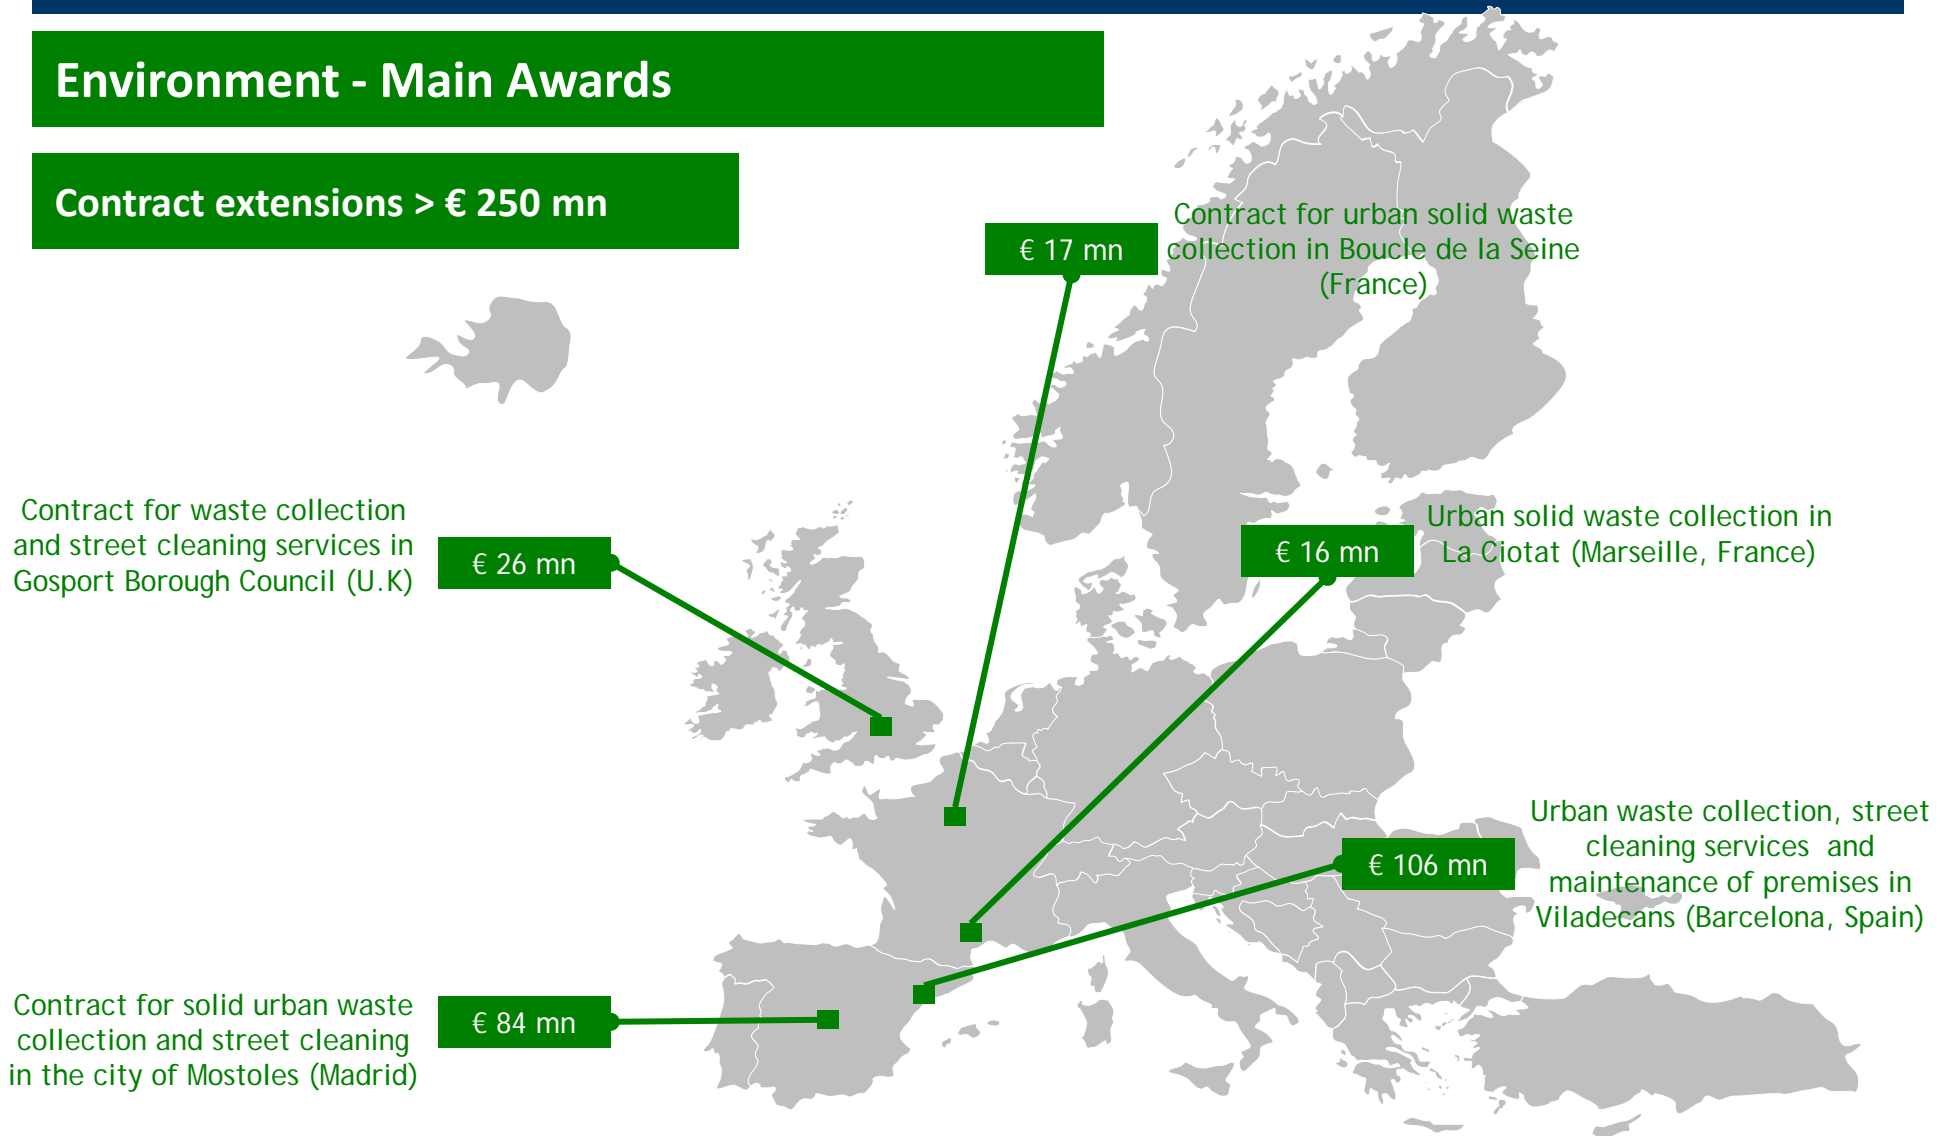 Environment - Main Awards
Contract extensions > € 250 mn
€ 17 mn
Contract for urban solid waste
collection in Boucle de la Seine
(France)
Contract for waste collection
and street cleaning services in
Gosport Borough Council (U.K)
€ 26 mn
€ 16 mn
Urban solid waste collection in
La Ciotat (Marseille, France)
€ 106 mn
Urban waste collection, street
cleaning services and
maintenance of premises in
Viladecans (Barcelona, Spain)
Contract for solid urban waste
collection and street cleaning
in the city of Mostoles (Madrid)
€ 84 mn